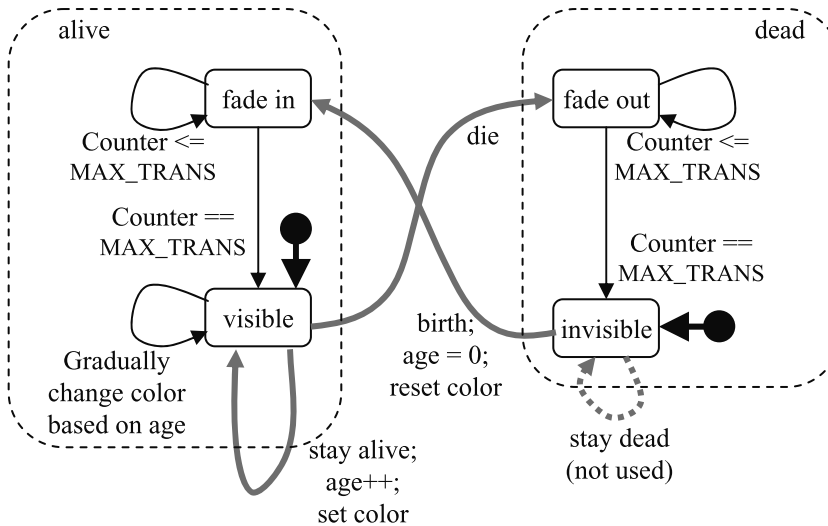 alive
dead
fade in
fade out
Counter <=
MAX_TRANS
die
Counter <=
MAX_TRANS
Counter ==
MAX_TRANS
Counter ==
MAX_TRANS
visible
invisible
Gradually
change color
based on age
birth;
age = 0;
reset color
stay alive;
age++;
set color
stay dead
(not used)